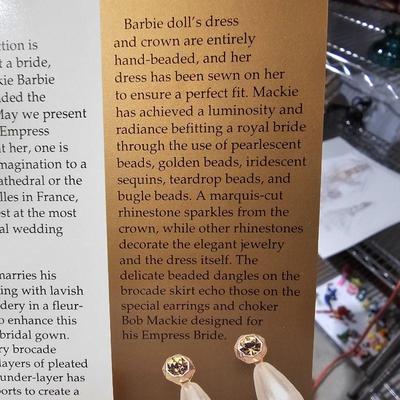 ction is
t a bride,
kie Barbie
ded the
May we present
Empress
t her, one is
magination to a
athedral or the
lles in France,
est at the most
al wedding
marries his
ing with lavish
dery in a fleur-
o enhance this
bridal gown.
ry brocade
layers of pleated
under-layer has
orts to create a
Barbie doll's dress
and crown are entirely
hand-beaded, and her
dress has been sewn on her
to ensure a perfect fit. Mackie
has achieved a luminosity and
radiance befitting a royal bride
through the use of pearlescent
beads, golden beads, iridescent
sequins, teardrop beads, and
bugle beads. A marquis-cut
rhinestone sparkles from the
crown, while other rhinestones
decorate the elegant jewelry
and the dress itself. The
delicate beaded dangles on the
brocade skirt echo those on the
special earrings and choker
Bob Mackie designed for
his Empress Bride.